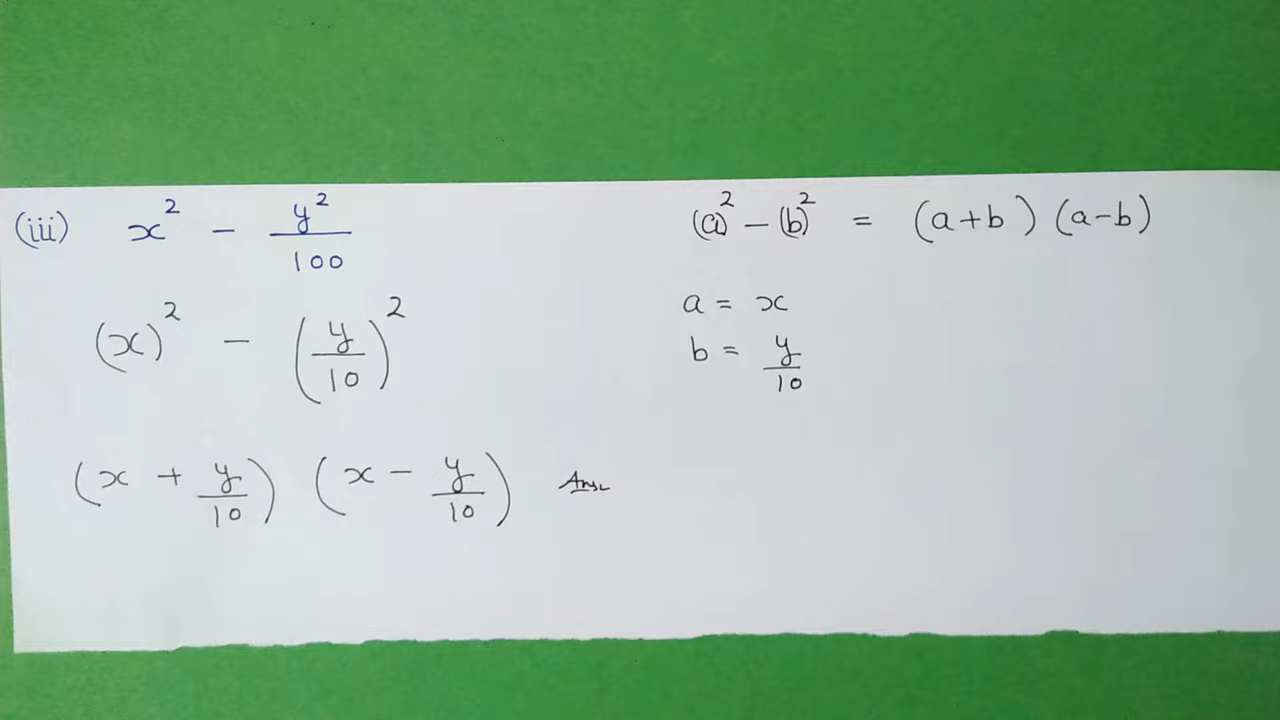 (iii) x² - y²/100
(a)² - (b)² = (a+b) (a-b)
a = x
b = y/10
(x)² - (y/10)²
(x + y/10) (x - y/10) Ans.